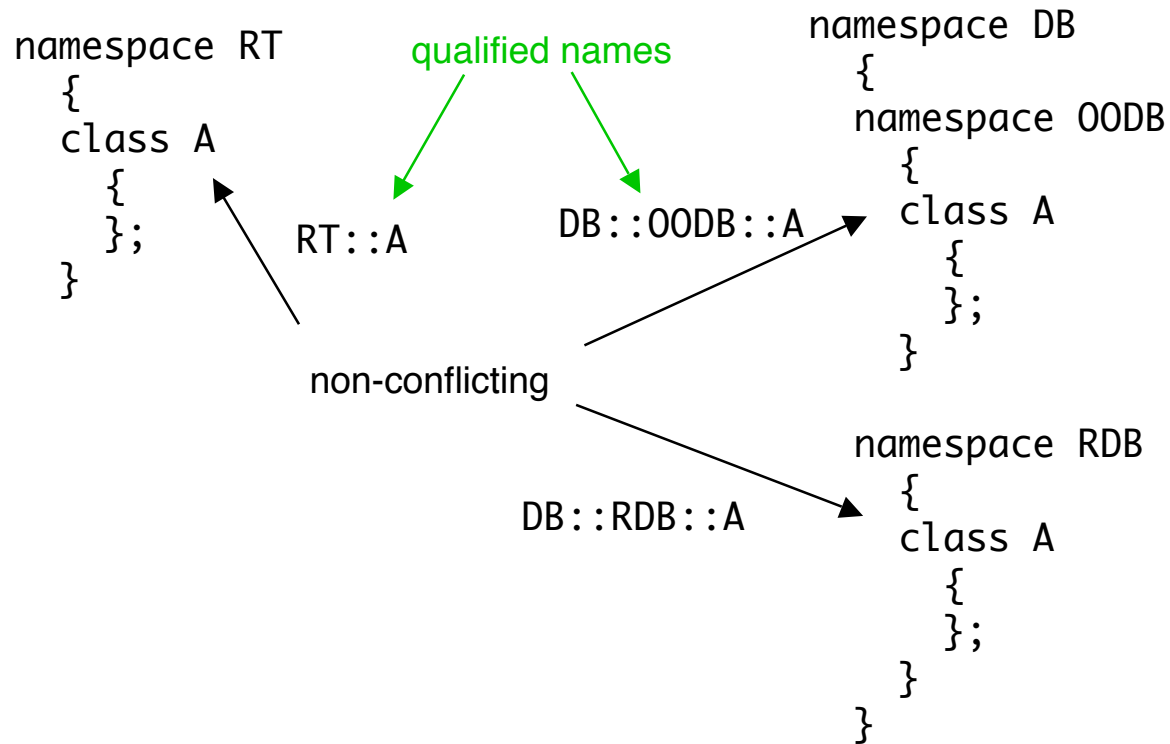 namespace RT
{
class A
{
};
}
qualified names
RT::A
DB::OODB::A
non-conflicting
DB::RDB::A
namespace DB
{
namespace OODB
{
class A
{
};
}
namespace RDB
{
class A
{
};
}
}